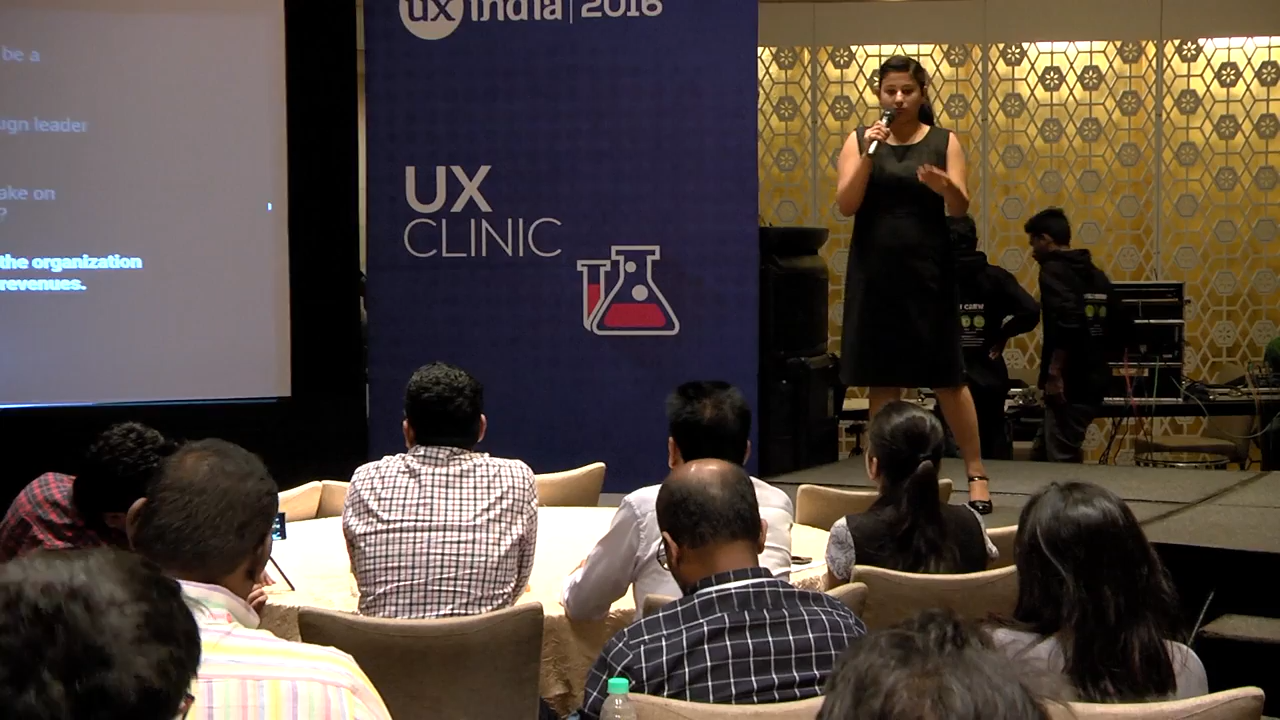 be a
ugn leader
ake on
?
the organization
revenues.
ux india | 2016
UX
CLINIC